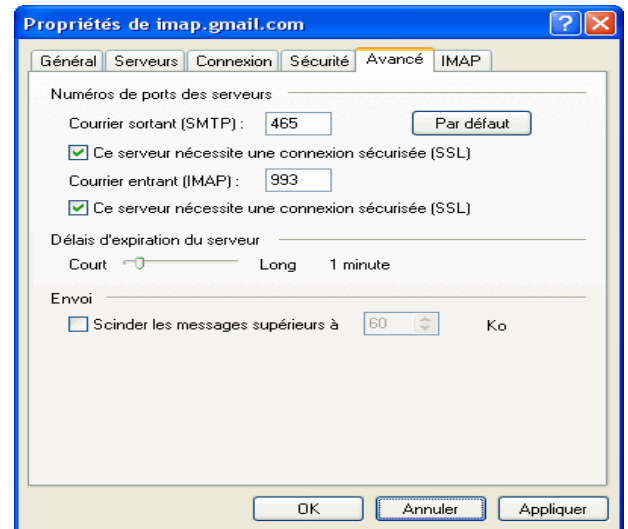 Propriétés de imap.gmail.com
Général Serveurs Connexion Sécurité Avancé IMAP
Numéros de ports des serveurs
Courrier sortant (SMTP) : 465 Par défaut
Ce serveur nécessite une connexion sécurisée (SSL)
Courrier entrant (IMAP) : 993
Ce serveur nécessite une connexion sécurisée (SSL)
Délais d'expiration du serveur
Court Long 1 minute
Envoi
Scinder les messages supérieurs à 60 Ko
OK Annuler Appliquer